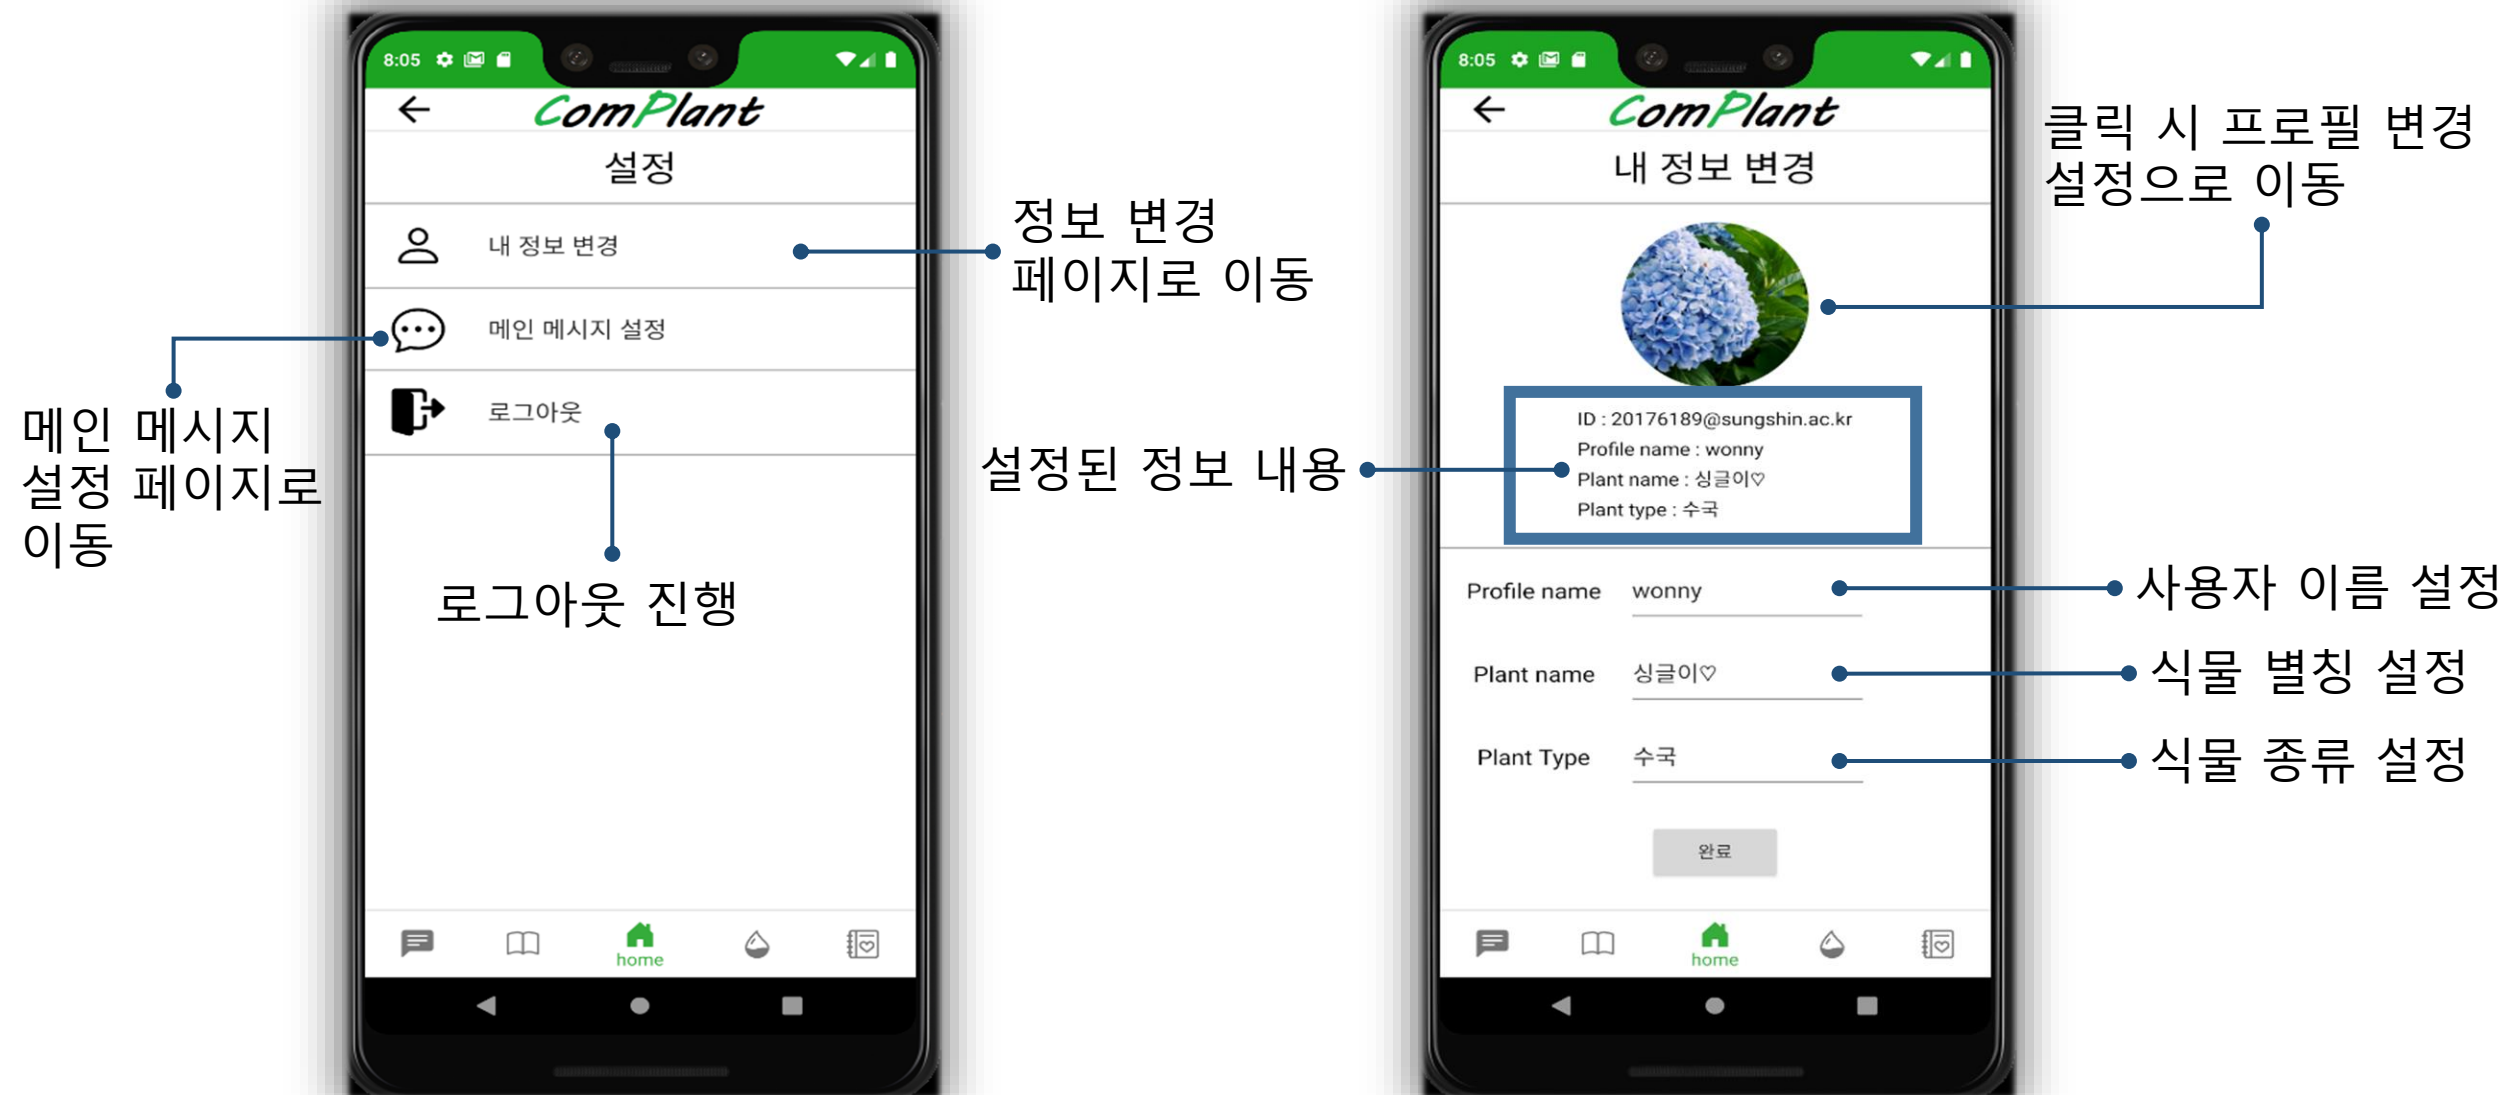 8:05
ComPlant
설정
내 정보 변경
메인 메시지 설정
로그아웃
home
정보 변경
페이지로 이동
메인 메시지
설정 페이지로
이동
로그아웃 진행
8:05
ComPlant
내 정보 변경
ID : 20176189@sungshin.ac.kr
Profile name : wonny
Plant name : 싱글이♡
Plant type : 수국
Profile name wonny
Plant name 싱글이♡
Plant Type 수국
완료
home
클릭 시 프로필 변경
설정으로 이동
설정된 정보 내용
사용자 이름 설정
식물 별칭 설정
식물 종류 설정